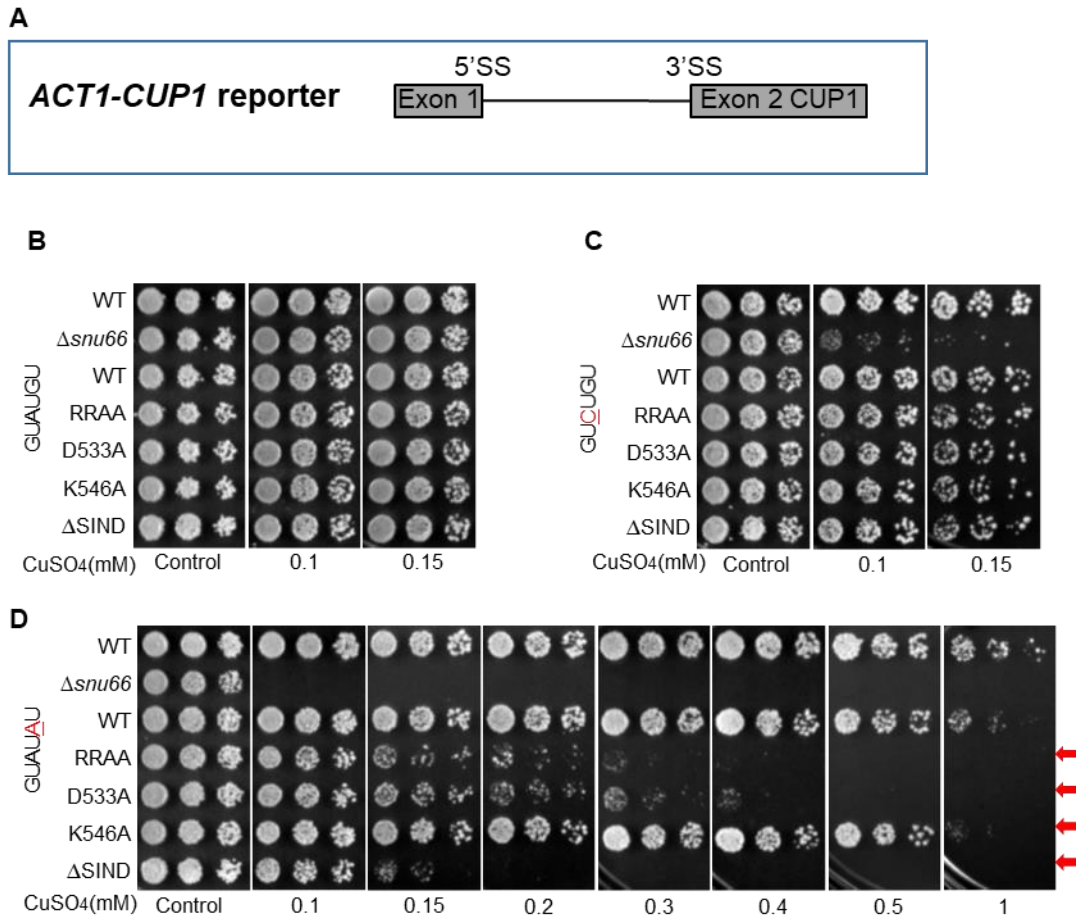 A
5'SS 3'SS
ACT1-CUP1 reporter Exon 1 Exon 2 CUP1
B
GUAUGU
WT
Δsnu66
WT
RRAA
D533A
K546A
ΔSIND
CuSO4(mM) Control 0.1 0.15
C
GUCUGU
WT
Δsnu66
WT
RRAA
D533A
K546A
ΔSIND
CuSO4(mM) Control 0.1 0.15
D
GUAUAU
WT
Δsnu66
WT
RRAA
D533A
K546A
ΔSIND
CuSO4(mM) Control 0.1 0.15 0.2 0.3 0.4 0.5 1